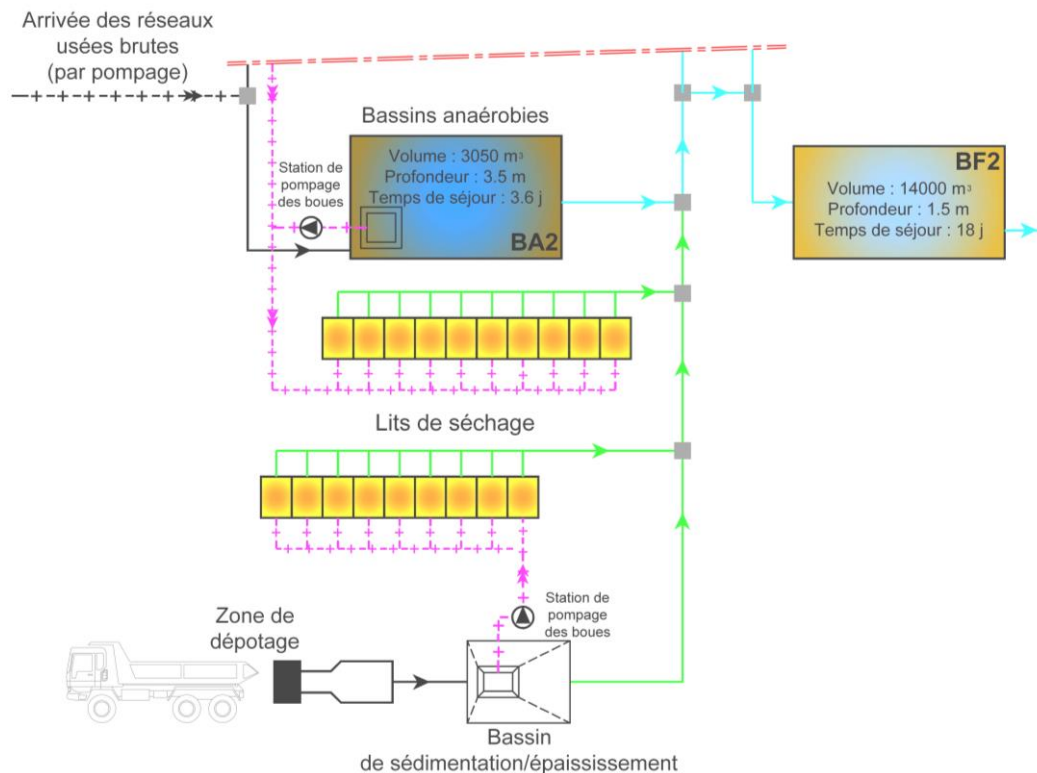 Arrivée des réseaux
usées brutes
(par pompage)
Bassins anaérobies
Volume : 3050 m³
Profondeur : 3.5 m
Temps de séjour : 3.6 j
BA2
Station de
pompage
des boues
BF2
Volume : 14000 m³
Profondeur : 1.5 m
Temps de séjour : 18 j
Lits de séchage
Station de
pompage
des boues
Zone de
dépotage
Bassin
de sédimentation/épaississement